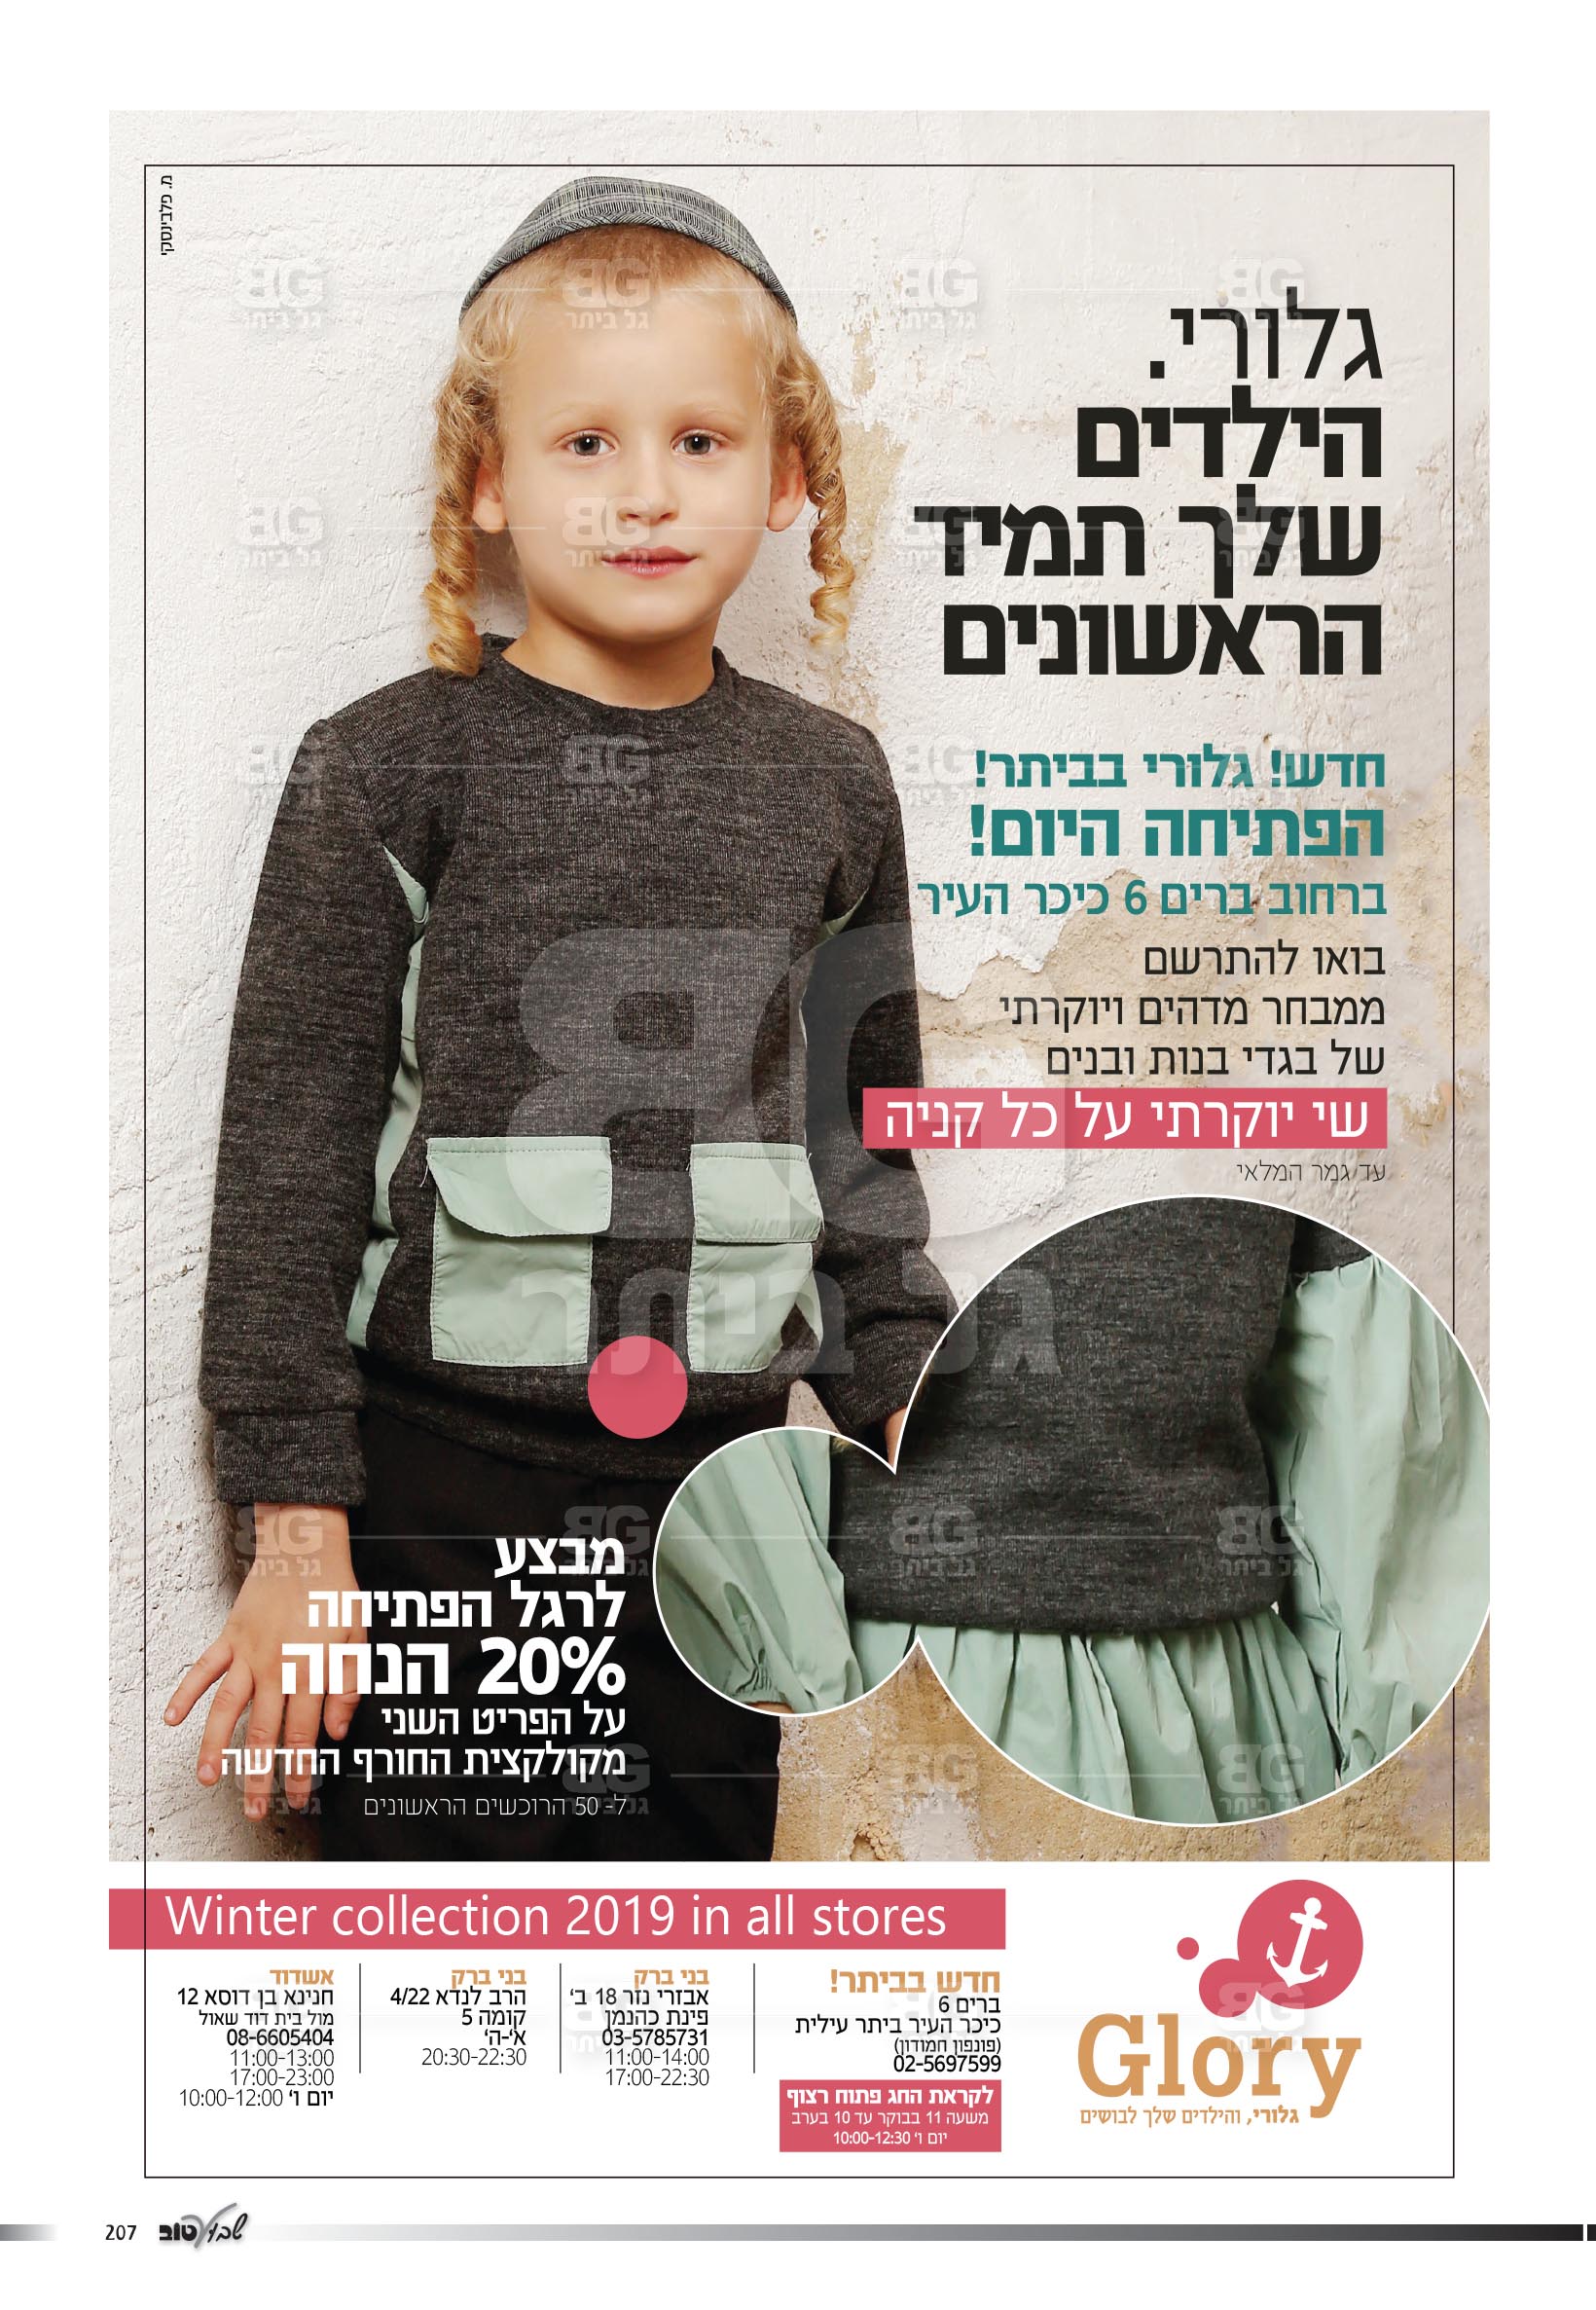 מ. פלבינסקי
גלורי.
הילדים
שלך תמיד
הראשונים
חדש! גלורי בביתר!
הפתיחה היום!
ברחוב ברים 6 כיכר העיר
בואו להתרשם
ממבחר מדהים ויוקרתי
של בגדי בנות ובנים
שי יוקרתי על כל קניה
עד גמר המלאי
מבצע
לרגל הפתיחה
20% הנחה
על הפריט השני
מקולקצית החורף החדשה
ל- 50 הרוכשים הראשונים
Winter collection 2019 in all stores
Glory
גלורי, והילדים שלך לבושים
חדש בביתר!
ברים 6
כיכר העיר ביתר עילית
(פונפון חמודון)
02-5697599
לקראת החג פתוח רצוף
משעה 11 בבוקר עד 10 בערב
יום ו' 10:00-12:30
בני ברק
אבזרי נזר 18 ב'
פינת כהנמן
03-5785731
11:00-14:00
17:00-22:30
בני ברק
הרב לנדא 4/22
קומה 5
א'-ה'
20:30-22:30
אשדוד
חנינא בן דוסא 12
מול בית דוד שאול
08-6605404
11:00-13:00
17:00-23:00
יום ו' 10:00-12:00
BG
גל ביתר
207 שבוע טוב